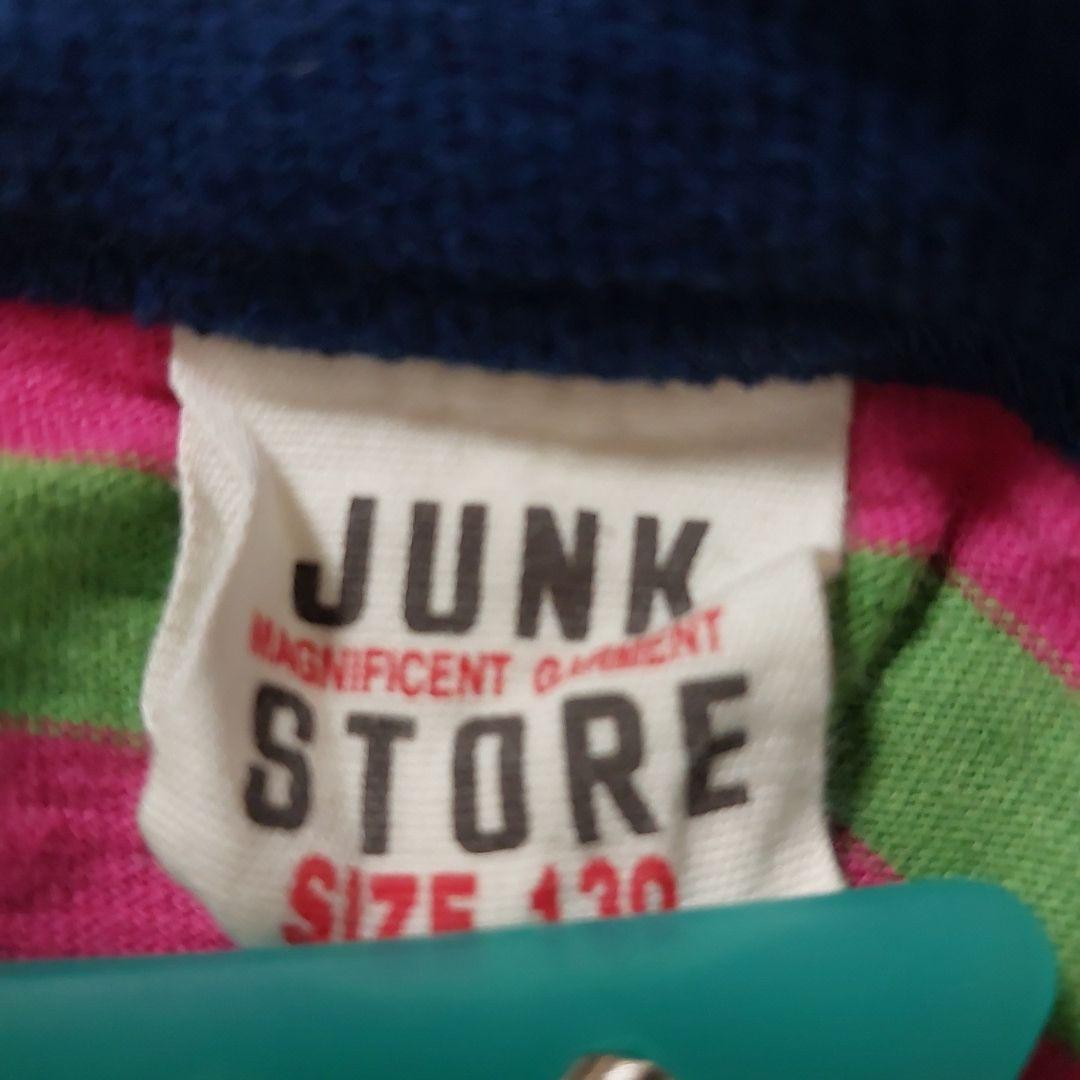 JUNK
MAGNIFICENT GARMENT
STORE
SIZE 130